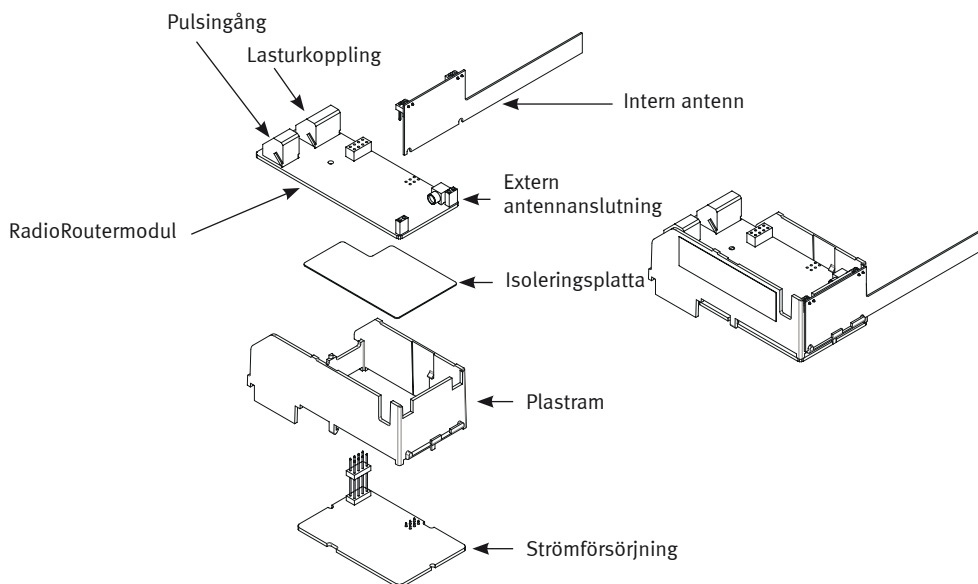 Pulsingång
Lasturkoppling
Intern antenn
Extern
antennanslutning
RadioRoutermodul
Isoleringsplatta
Plastram
Strömförsörjning